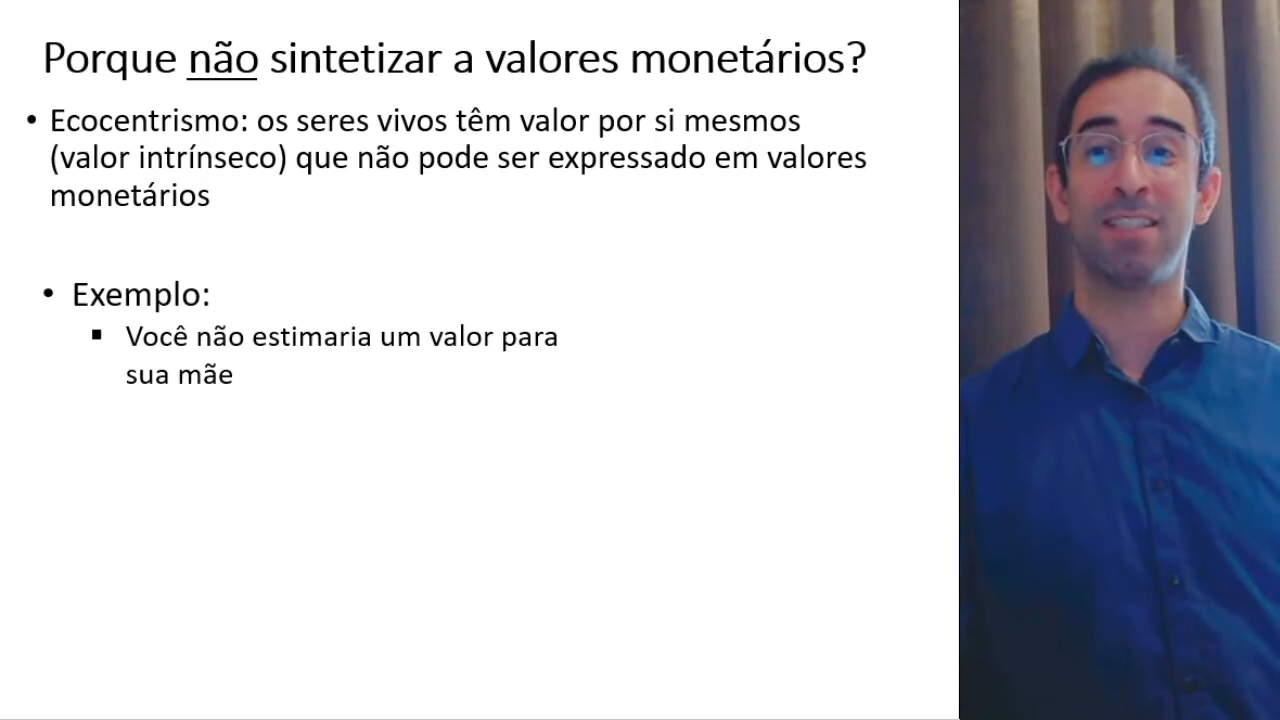 Porque não sintetizar a valores monetários?
• Ecocentrismo: os seres vivos têm valor por si mesmos
(valor intrínseco) que não pode ser expressado em valores
monetários
• Exemplo:
▪ Você não estimaria um valor para
sua mãe